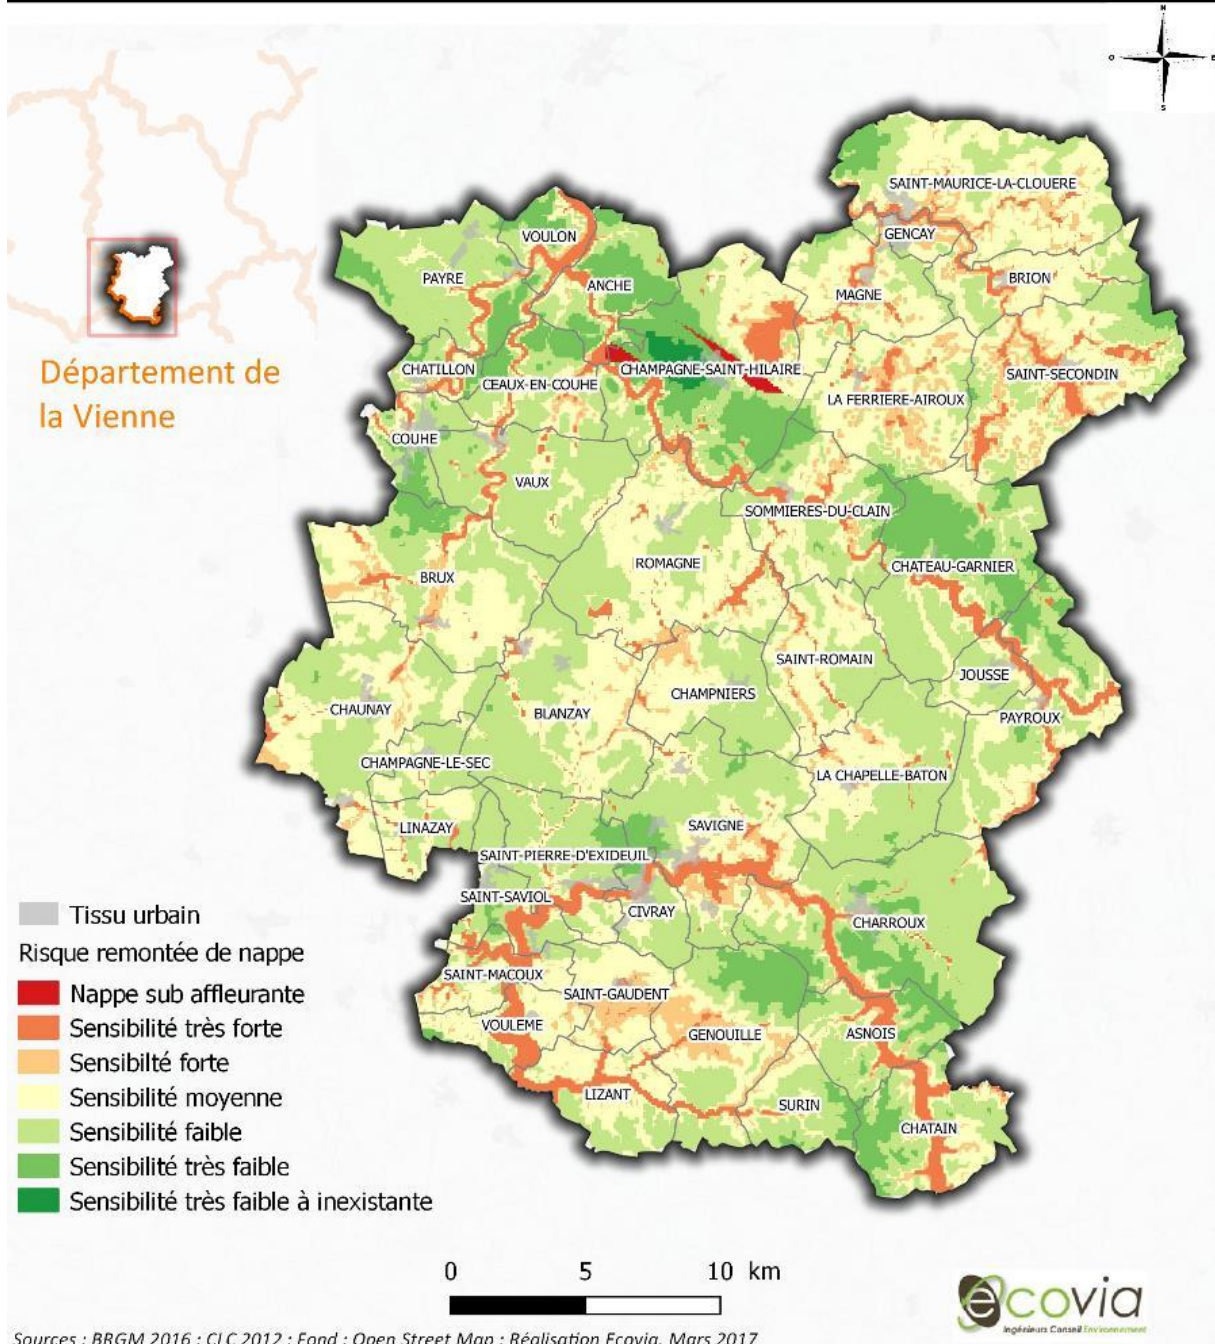 N
O
E
S
Département de
la Vienne
SAINT-MAURICE-LA-CLOUERE
GENCAY
VOULON
PAYRE
ANCHE
BRION
MAGNE
CHATILLON
CEAUX-EN-COUHE
CHAMPAGNE-SAINT-HILAIRE
SAINT-SECONDIN
LA FERRIERE-AIROUX
COUHE
VAUX
SOMMIERES-DU-CLAIN
BRUX
ROMAGNE
CHATEAU-GARNIER
SAINT-ROMAIN
JOUSSE
CHAMPNIERS
CHAUNAY
BLANZAY
PAYROUX
CHAMPAGNE-LE-SEC
LA CHAPELLE-BATON
LINAZAY
SAVIGNE
SAINT-PIERRE-D'EXIDEUIL
SAINT-SAVIOL
CIVRAY
CHARROUX
SAINT-MACOUX
SAINT-GAUDENT
VOULEME
GENOUILLE
ASNOIS
LIZANT
SURIN
CHATAIN
Tissu urbain
Risque remontée de nappe
Nappe sub affleurante
Sensibilité très forte
Sensibilté forte
Sensibilité moyenne
Sensibilité faible
Sensibilité très faible
Sensibilité très faible à inexistante
0 5 10 km
ecovia
Ingénieurs Conseil Environnement
Sources : BRGM 2016 ; CLC 2012 ; Fond : Open Street Map ; Réalisation Ecovia, Mars 2017